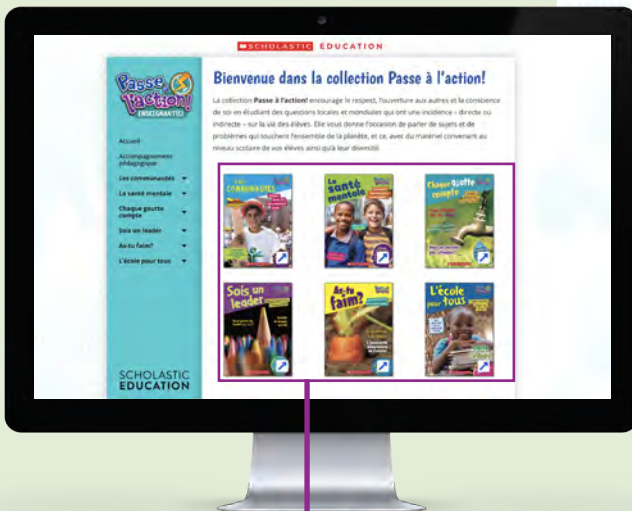 SCHOLASTIC EDUCATION
Passe à
l'action!
ENSEIGNANT(E)
Accueil
Accompagnement
pédagogique
Les communautés
La santé mentale
Chaque goutte
compte
Sois un leader
As-tu faim?
L'école pour tous
SCHOLASTIC
EDUCATION
Bienvenue dans la collection Passe à l'action!
La collection Passe à l'action! encourage le respect, l'ouverture aux autres et la conscience
de soi en étudiant des questions locales et mondiales qui ont une incidence – directe ou
indirecte – sur la vie des élèves. Elle vous donne l'occasion de parler de sujets et de
problèmes qui touchent l'ensemble de la planète, et ce, avec du matériel convenant au
niveau scolaire de vos élèves ainsi qu'à leur diversité.
COMMUNAUTÉS
La
santé
mentale
Chaque goutte
compte
Sois un
leader
As-tu
faim?
L'école
pour tous